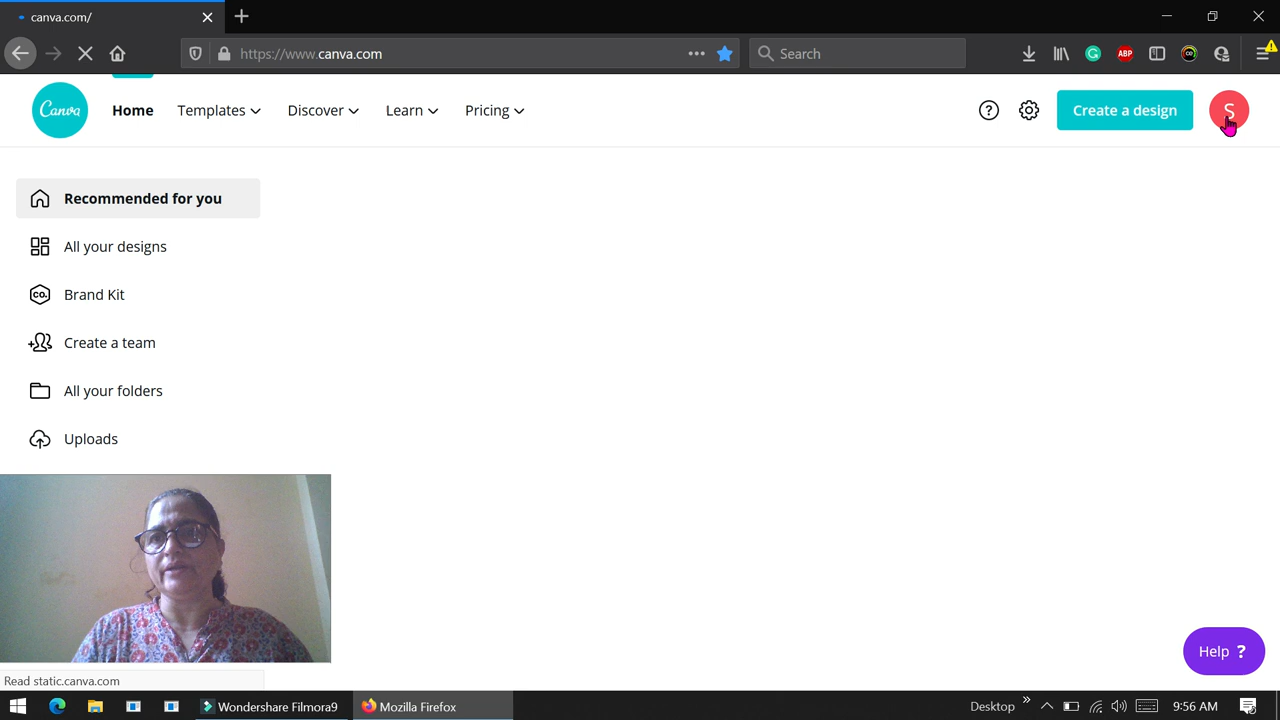 canva.com/
https://www.canva.com
Search
ABP
Canva
Home
Templates
Discover
Learn
Pricing
?
Create a design
S
Recommended for you
All your designs
CO.
Brand Kit
Create a team
All your folders
Uploads
Help ?
Read static.canva.com
Wondershare Filmora9
Mozilla Firefox
Desktop
9:56 AM